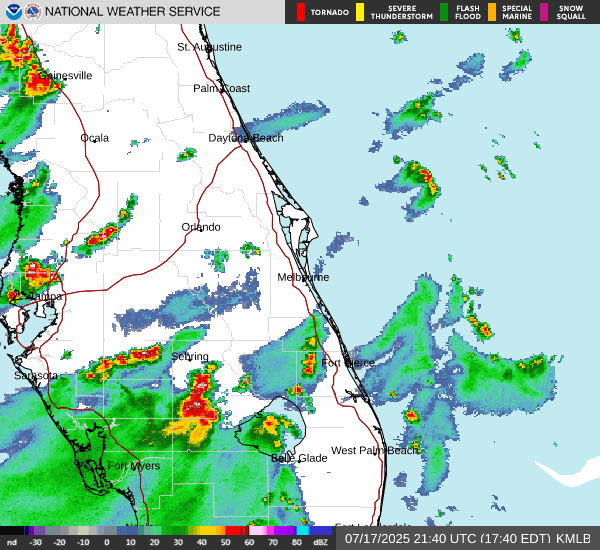 NATIONAL WEATHER SERVICE
TORNADO
SEVERE
THUNDERSTORM
FLASH
FLOOD
SPECIAL
MARINE
SNOW
SQUALL
St. Augustine
Gainesville
Palm Coast
Ocala
Daytona Beach
Orlando
Melbourne
Tampa
Sebring
Fort Pierce
Sarasota
West Palm Beach
Belle Glade
Fort Myers
nd -30 -20 -10 0 10 20 30 40 50 60 70 80 dBZ
07/17/2025 21:40 UTC (17:40 EDT) KMLB